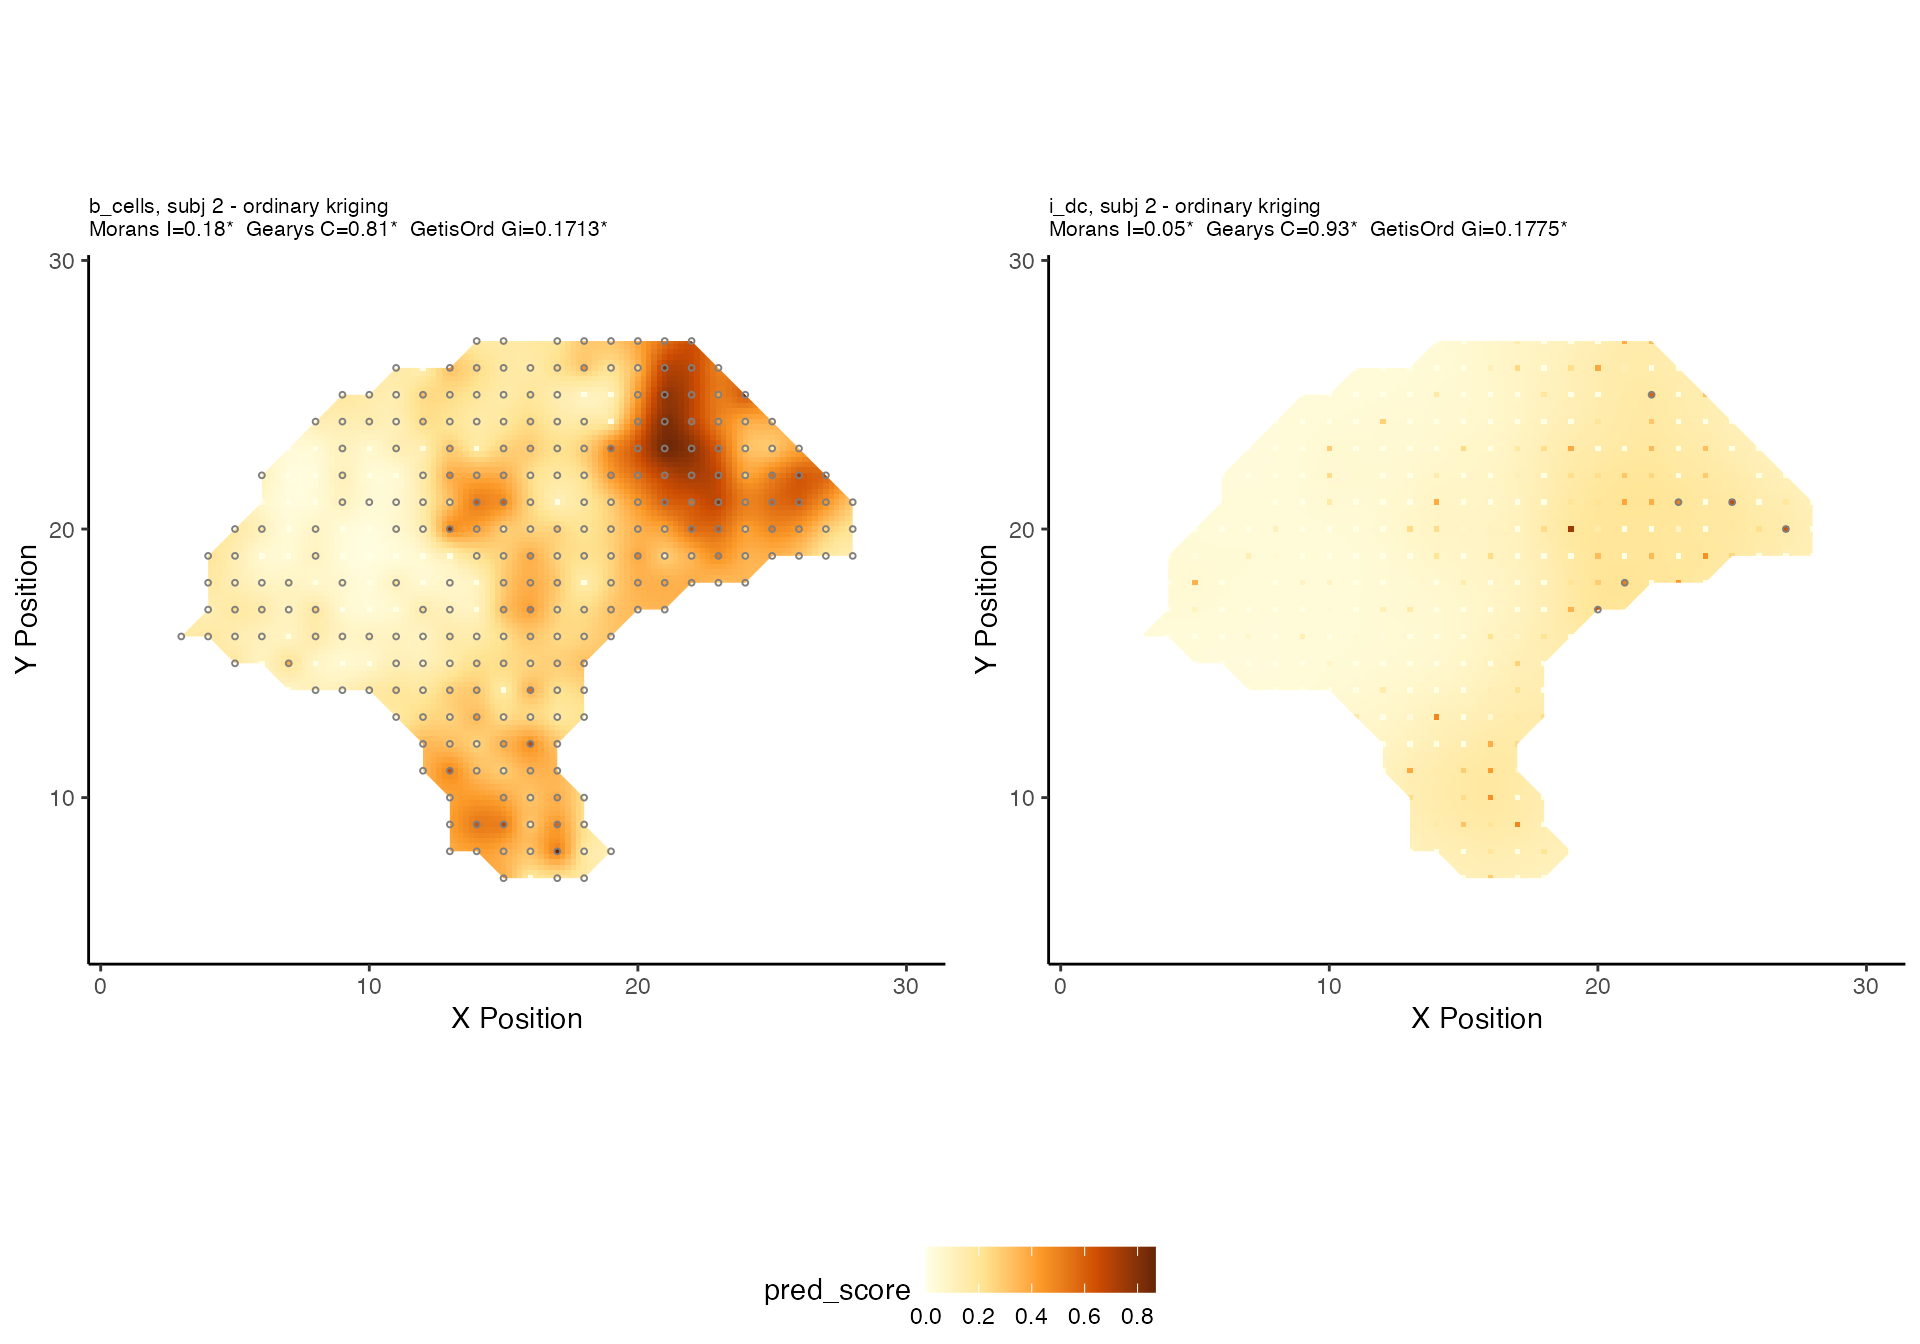 b_cells, subj 2 - ordinary kriging
Morans I=0.18*  Gearys C=0.81*  GetisOrd Gi=0.1713*
30
20
10
Y Position
0 10 20 30
X Position
i_dc, subj 2 - ordinary kriging
Morans I=0.05*  Gearys C=0.93*  GetisOrd Gi=0.1775*
30
20
10
Y Position
0 10 20 30
X Position
pred_score
0.0 0.2 0.4 0.6 0.8